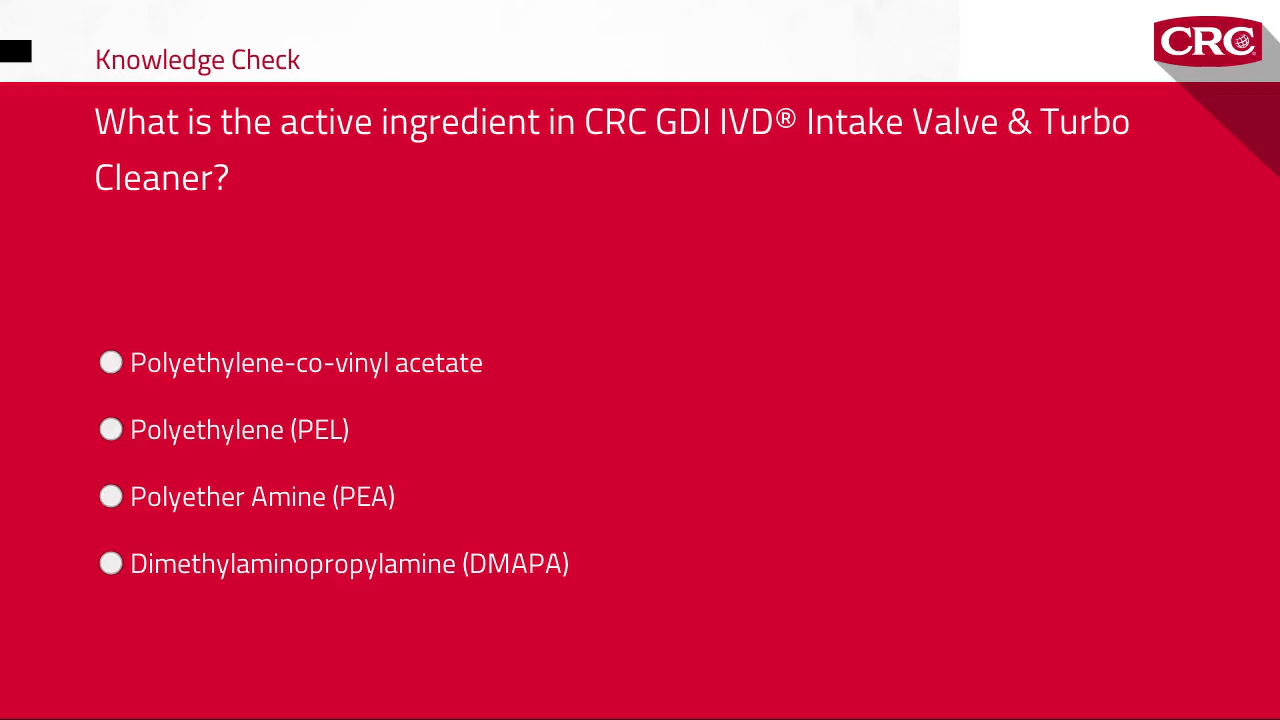 Knowledge Check
CRC
What is the active ingredient in CRC GDI IVD® Intake Valve & Turbo
Cleaner?
Polyethylene-co-vinyl acetate
Polyethylene (PEL)
Polyether Amine (PEA)
Dimethylaminopropylamine (DMAPA)